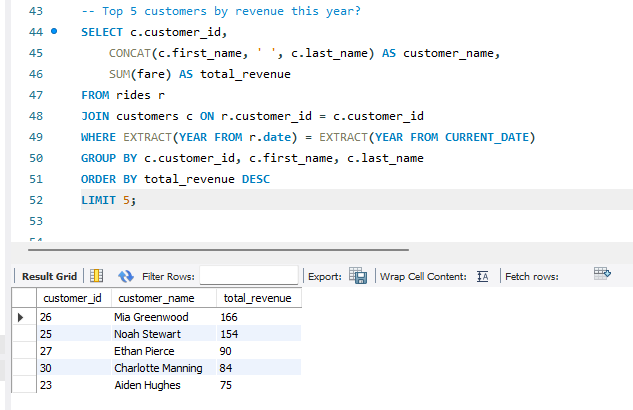 43 -- Top 5 customers by revenue this year?
44 SELECT c.customer_id,
45 CONCAT(c.first_name, ' ', c.last_name) AS customer_name,
46 SUM(fare) AS total_revenue
47 FROM rides r
48 JOIN customers c ON r.customer_id = c.customer_id
49 WHERE EXTRACT(YEAR FROM r.date) = EXTRACT(YEAR FROM CURRENT_DATE)
50 GROUP BY c.customer_id, c.first_name, c.last_name
51 ORDER BY total_revenue DESC
52 LIMIT 5;
53
Result Grid Filter Rows: Export: Wrap Cell Content: Fetch rows:
customer_id customer_name total_revenue
26 Mia Greenwood 166
25 Noah Stewart 154
27 Ethan Pierce 90
30 Charlotte Manning 84
23 Aiden Hughes 75